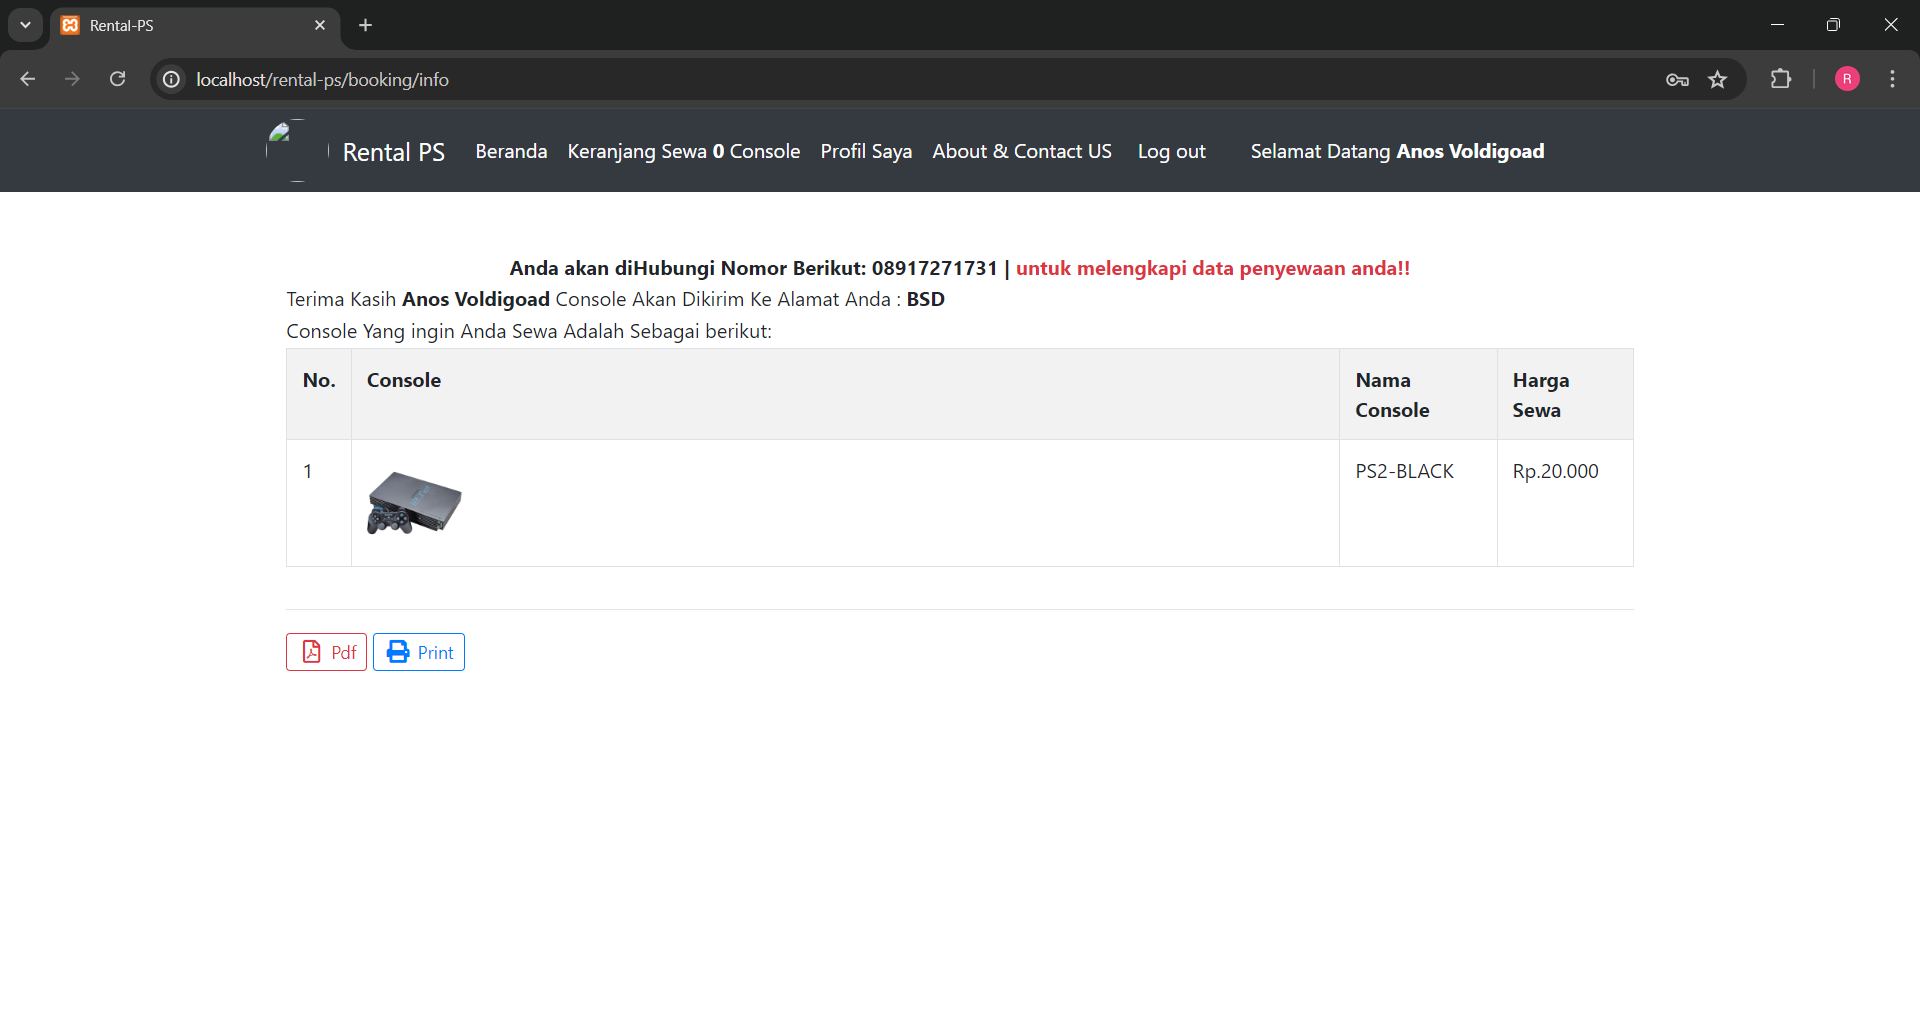 Rental-PS
localhost/rental-ps/booking/info
R
Rental PS Beranda Keranjang Sewa 0 Console Profil Saya About & Contact US Log out Selamat Datang Anos Voldigoad
Anda akan diHubungi Nomor Berikut: 08917271731 | untuk melengkapi data penyewaan anda!!
Terima Kasih Anos Voldigoad Console Akan Dikirim Ke Alamat Anda : BSD
Console Yang ingin Anda Sewa Adalah Sebagai berikut:
No. Console Nama Console Harga Sewa
1 PS2-BLACK Rp.20.000
Pdf Print